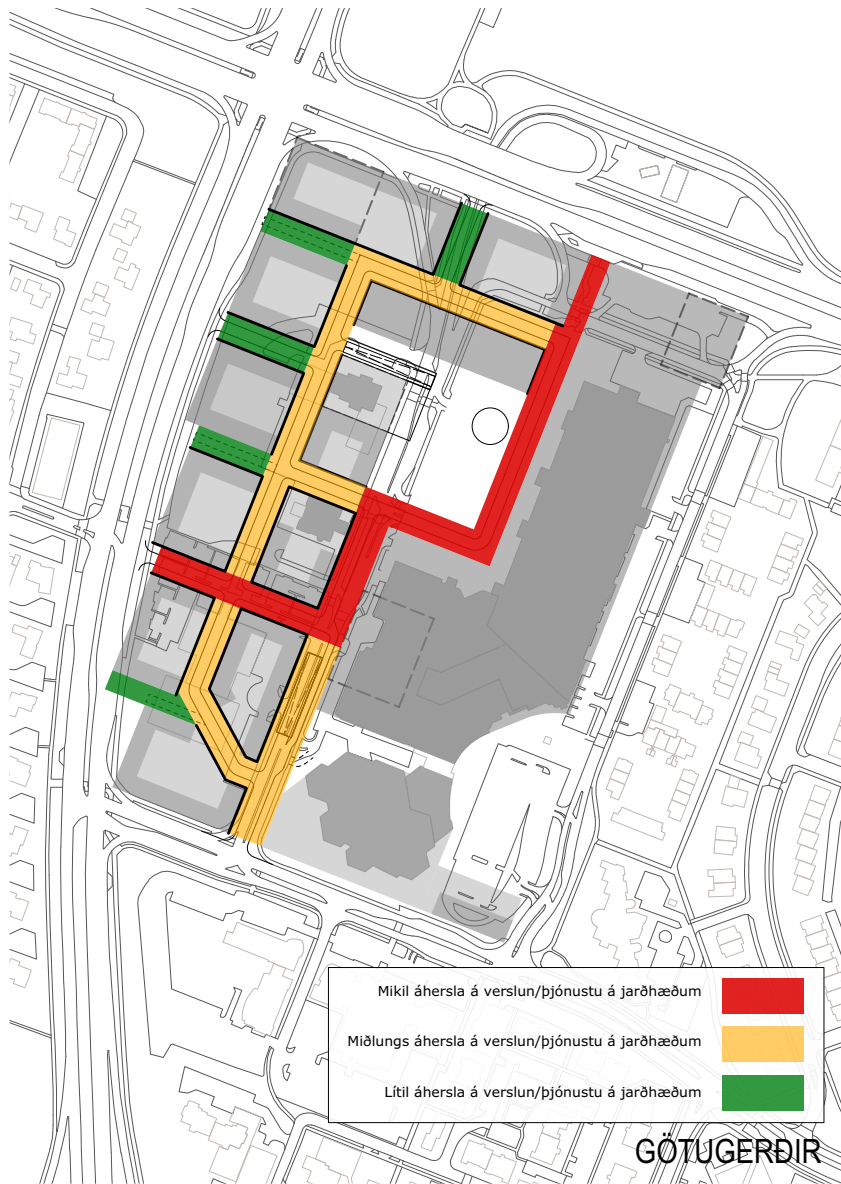 Mikil áhersla á verslun/þjónustu á jarðhæðum
Miðlungs áhersla á verslun/þjónustu á jarðhæðum
Lítil áhersla á verslun/þjónustu á jarðhæðum
GÖTUGERÐIR